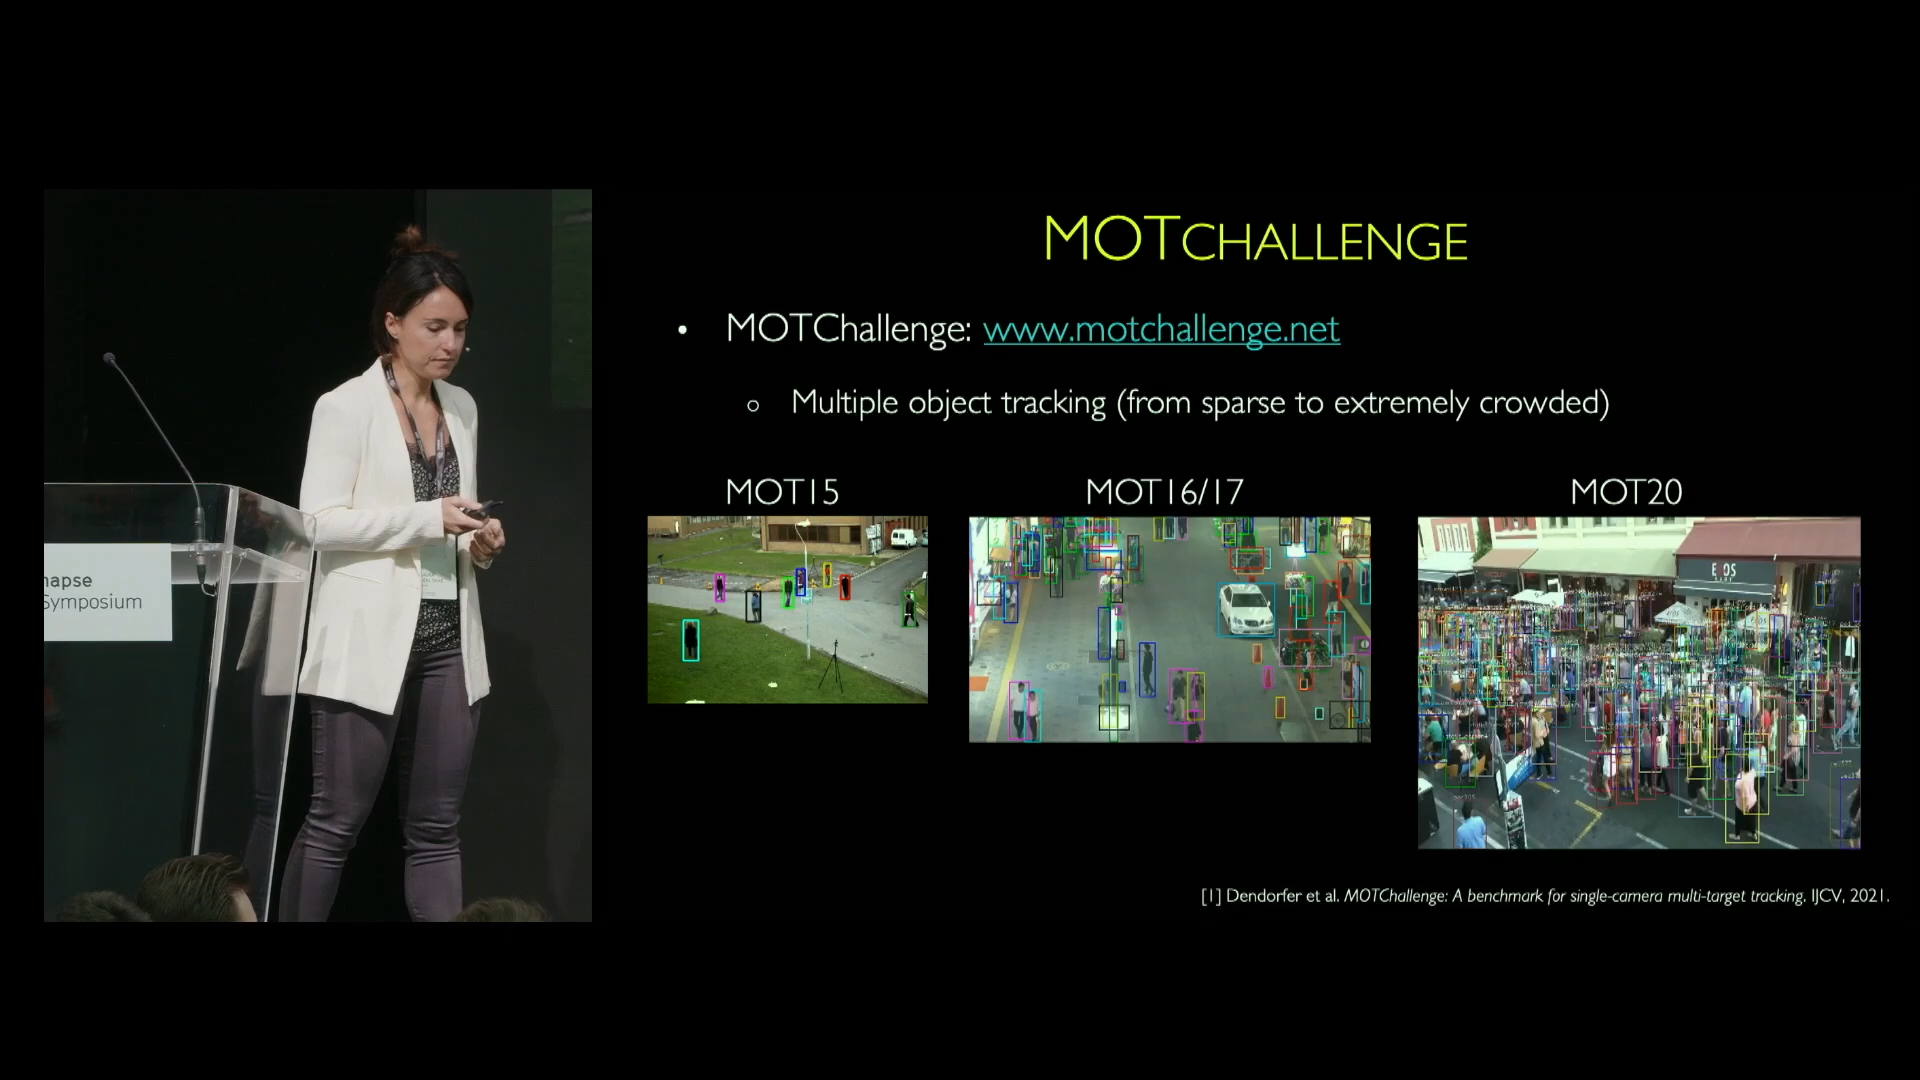 MOTCHALLENGE
• MOTChallenge: www.motchallenge.net
○ Multiple object tracking (from sparse to extremely crowded)
MOT15
MOT16/17
MOT20
[1] Dendorfer et al. MOTChallenge: A benchmark for single-camera multi-target tracking. IJCV, 2021.
napse
Symposium